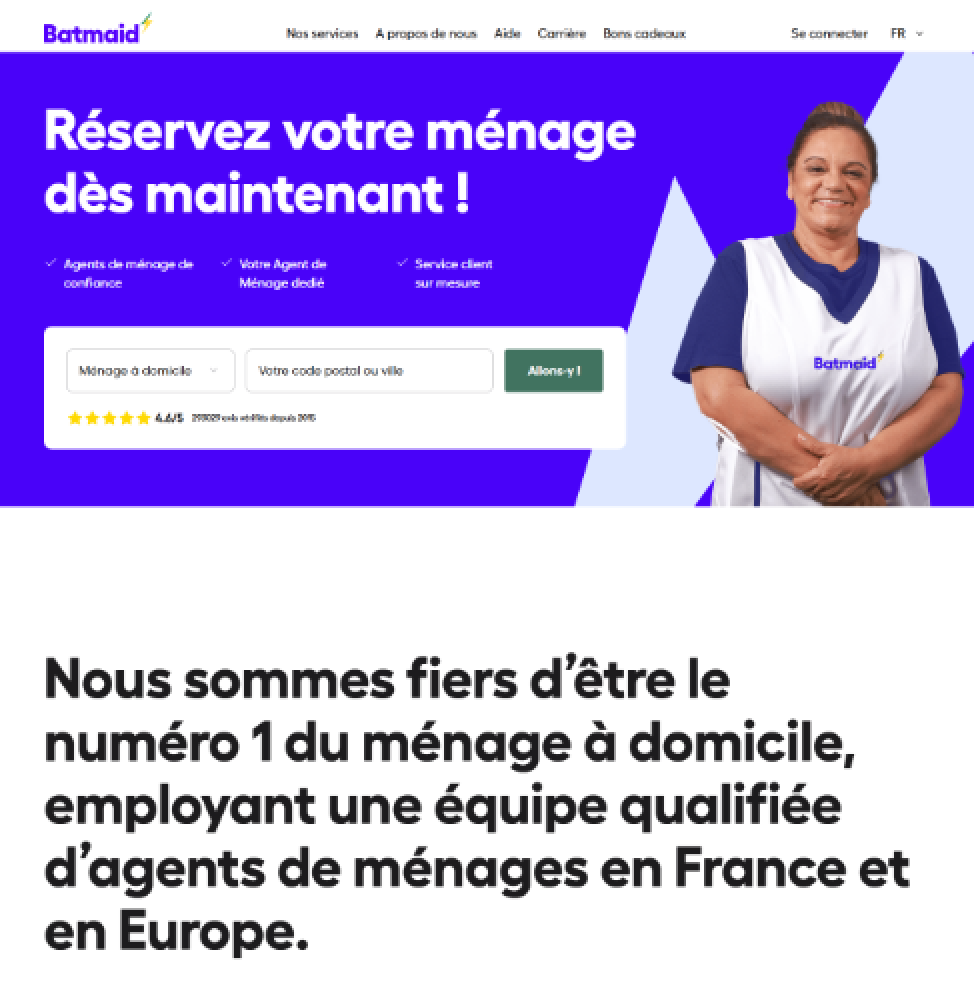 Batmaid
Nos services A propos de nous Aide Carrière Bons cadeaux Se connecter FR
Réservez votre ménage
dès maintenant !
Agents de ménage de
confiance
Votre Agent de
Ménage dedié
Service client
sur mesure
Ménage à domicile Votre code postal ou ville Allons-y !
4.6/5 avis vérifiés depuis 2015
Batmaid
Nous sommes fiers d’être le
numéro 1 du ménage à domicile,
employant une équipe qualifiée
d’agents de ménages en France et
en Europe.